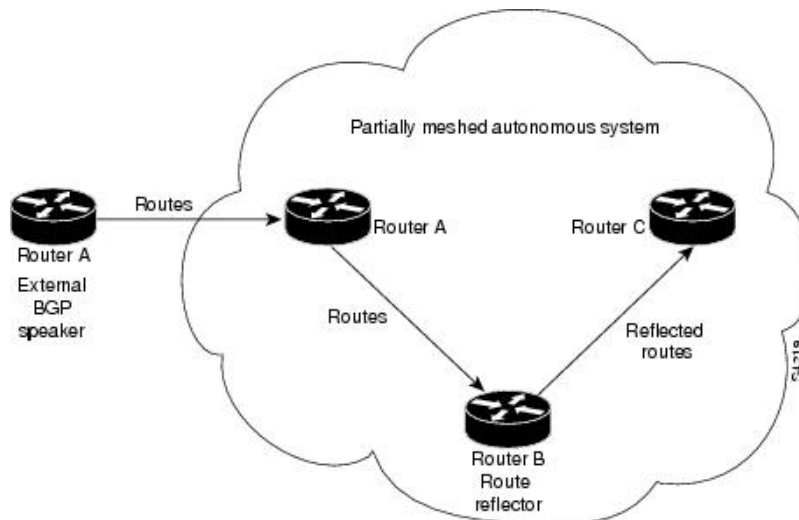 Partially meshed autonomous system
Routes
Router A
Router A
Router C
External
BGP
speaker
Routes
Reflected
routes
Router B
Route
reflector